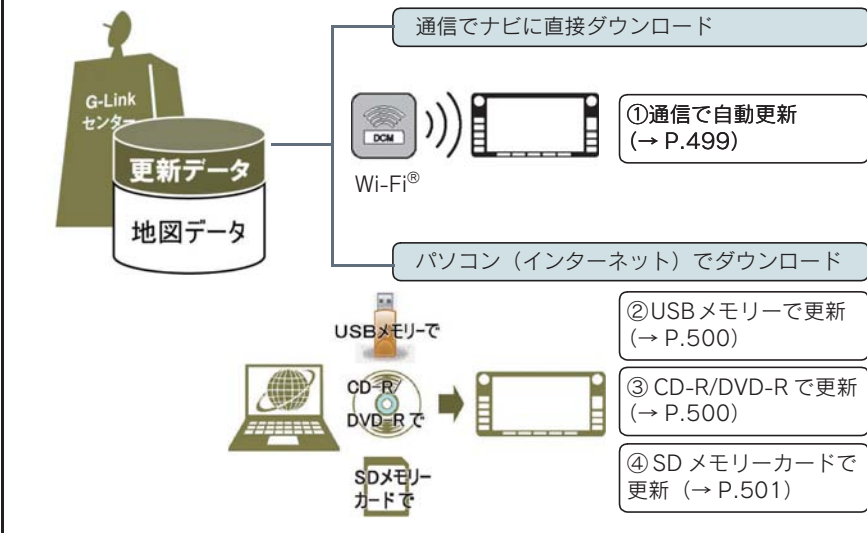 通信でナビに直接ダウンロード
G-Link
センター
更新データ
地図データ
DCM
Wi-Fi®
①通信で自動更新
(→ P.499)
パソコン（インターネット）でダウンロード
USBメモリーで
CD-R/
DVD-Rで
SDメモリー
カードで
②USBメモリーで更新
(→ P.500)
③ CD-R/DVD-R で更新
(→ P.500)
④ SD メモリーカードで
更新（→ P.501）